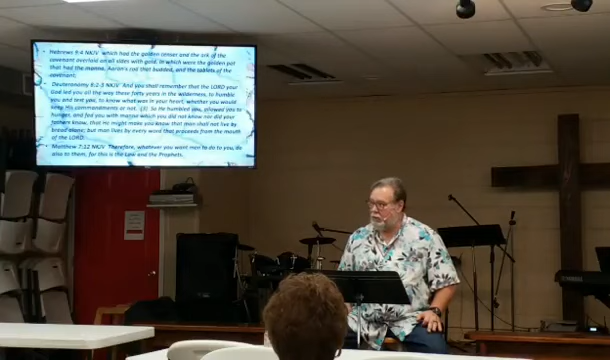 • Hebrews 9:4 NKJV which had the golden censer and the ark of the
covenant overlaid on all sides with gold, in which were the golden pot
that had the manna, Aaron's rod that budded, and the tablets of the
covenant;
• Deuteronomy 8:2-3 NKJV And you shall remember that the LORD your
God led you all the way these forty years in the wilderness, to humble
you and test you, to know what was in your heart, whether you would
keep His commandments or not. (3) So He humbled you, allowed you to
hunger, and fed you with manna which you did not know nor did your
fathers know, that He might make you know that man shall not live by
bread alone; but man lives by every word that proceeds from the mouth
of the LORD.
• Matthew 7:12 NKJV Therefore, whatever you want men to do to you, do
also to them, for this is the Law and the Prophets.